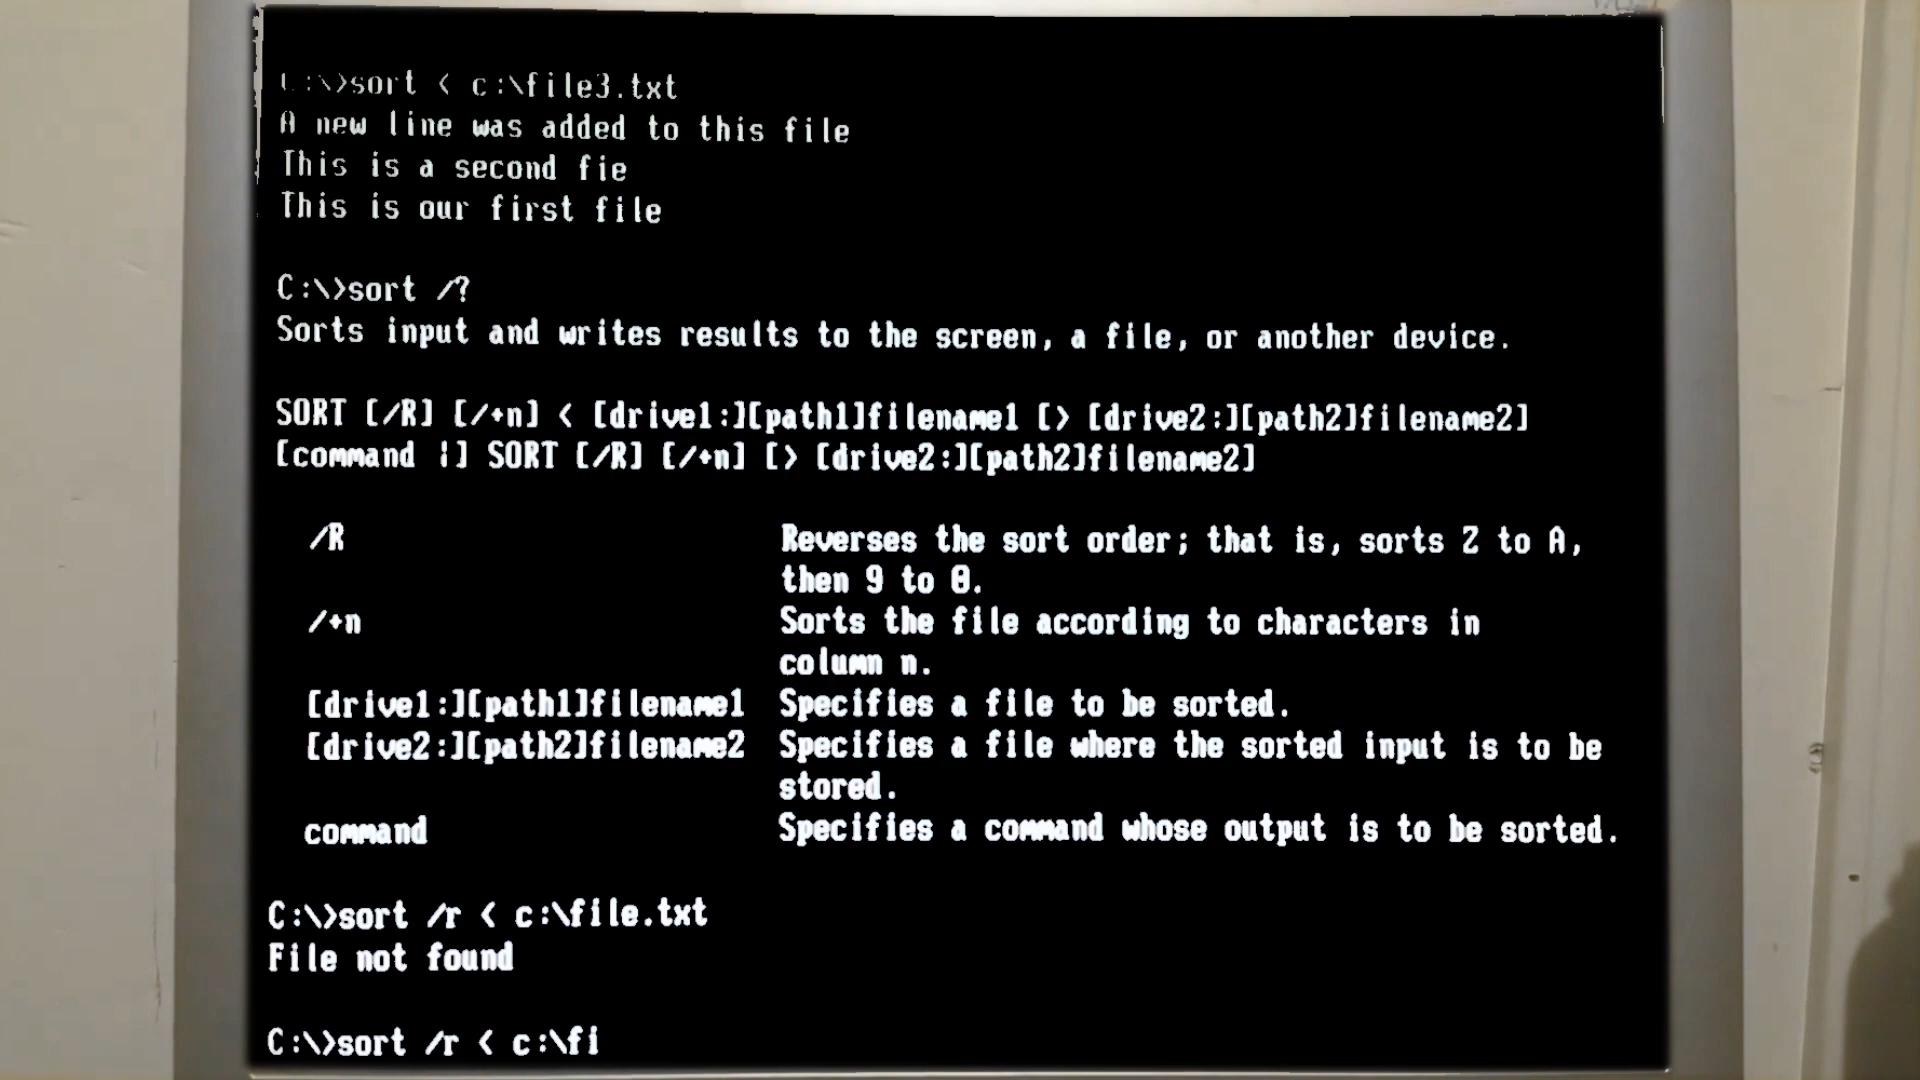 C:\>sort < c:\file3.txt
A new line was added to this file
This is a second fie
This is our first file
C:\>sort /?
Sorts input and writes results to the screen, a file, or another device.
SORT [/R] [/+n] < [drive1:][path1]filename1 [> [drive2:][path2]filename2]
[command |] SORT [/R] [/+n] [> [drive2:][path2]filename2]
/R Reverses the sort order; that is, sorts Z to A,
then 9 to 0.
/+n Sorts the file according to characters in
column n.
[drive1:][path1]filename1 Specifies a file to be sorted.
[drive2:][path2]filename2 Specifies a file where the sorted input is to be
stored.
command Specifies a command whose output is to be sorted.
C:\>sort /r < c:\file.txt
File not found
C:\>sort /r < c:\fi